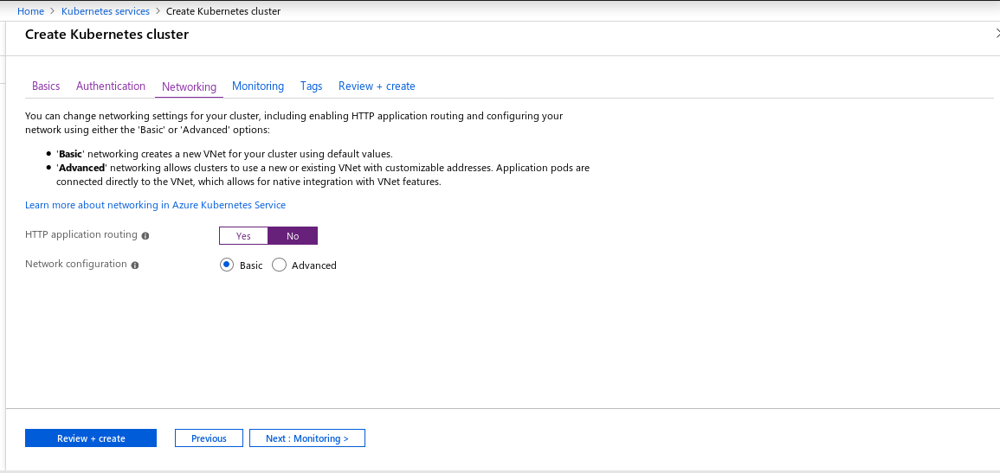 Home > Kubernetes services > Create Kubernetes cluster
Create Kubernetes cluster
Basics Authentication Networking Monitoring Tags Review + create
You can change networking settings for your cluster, including enabling HTTP application routing and configuring your
network using either the 'Basic' or 'Advanced' options:
• 'Basic' networking creates a new VNet for your cluster using default values.
• 'Advanced' networking allows clusters to use a new or existing VNet with customizable addresses. Application pods are
connected directly to the VNet, which allows for native integration with VNet features.
Learn more about networking in Azure Kubernetes Service
HTTP application routing Yes No
Network configuration Basic Advanced
Review + create Previous Next : Monitoring >